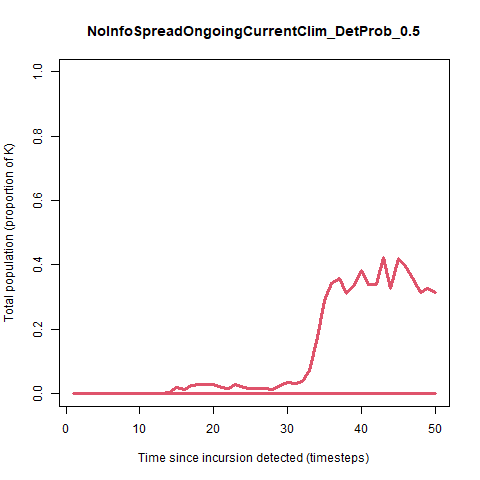 NoInfoSpreadOngoingCurrentClim_DetProb_0.5
Total population (proportion of K)
1.0
0.8
0.6
0.4
0.2
0.0
0 10 20 30 40 50
Time since incursion detected (timesteps)